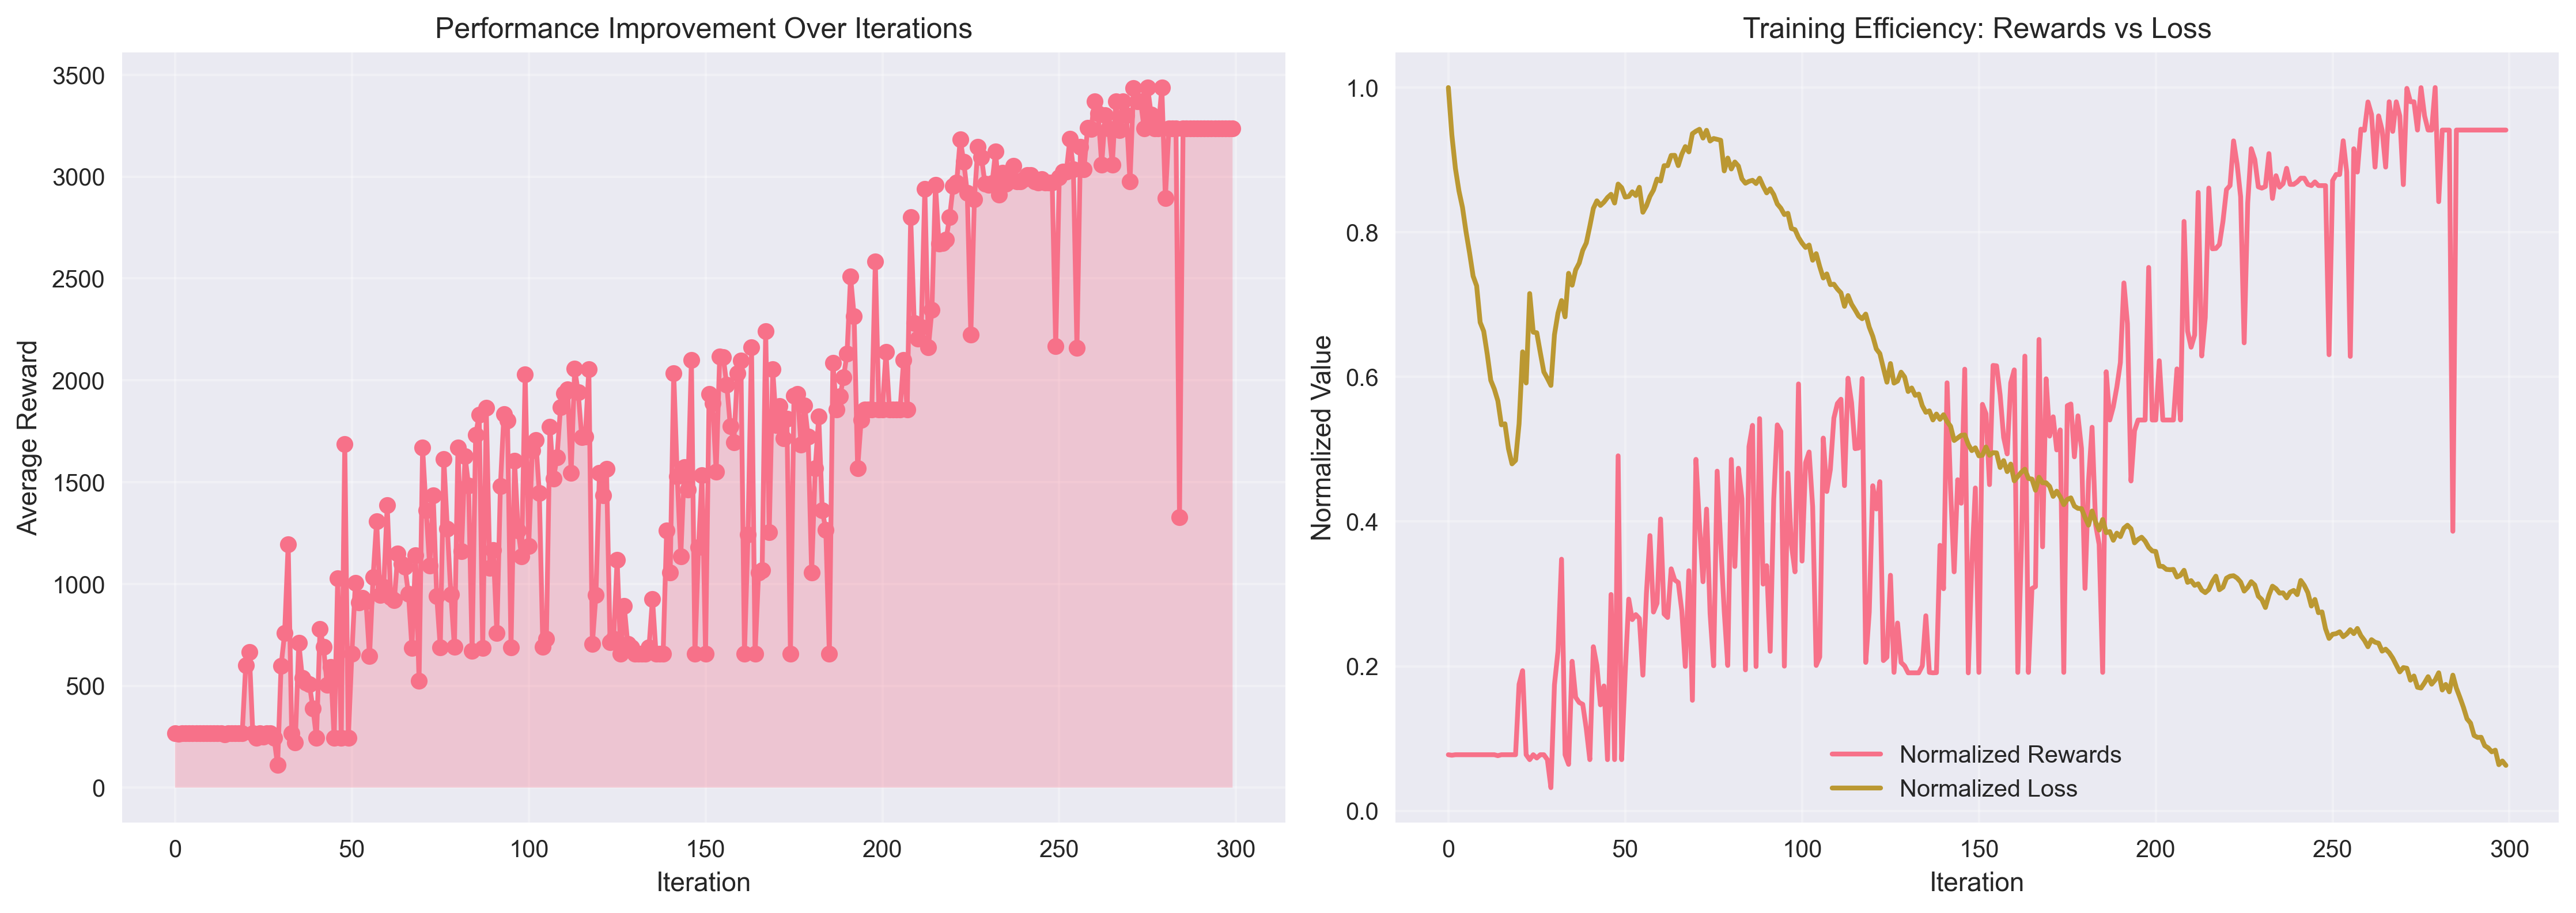 Performance Improvement Over Iterations
Average Reward
3500
3000
2500
2000
1500
1000
500
0
0 50 100 150 200 250 300
Iteration
Training Efficiency: Rewards vs Loss
Normalized Value
1.0
0.8
0.6
0.4
0.2
0.0
Normalized Rewards
Normalized Loss
0 50 100 150 200 250 300
Iteration